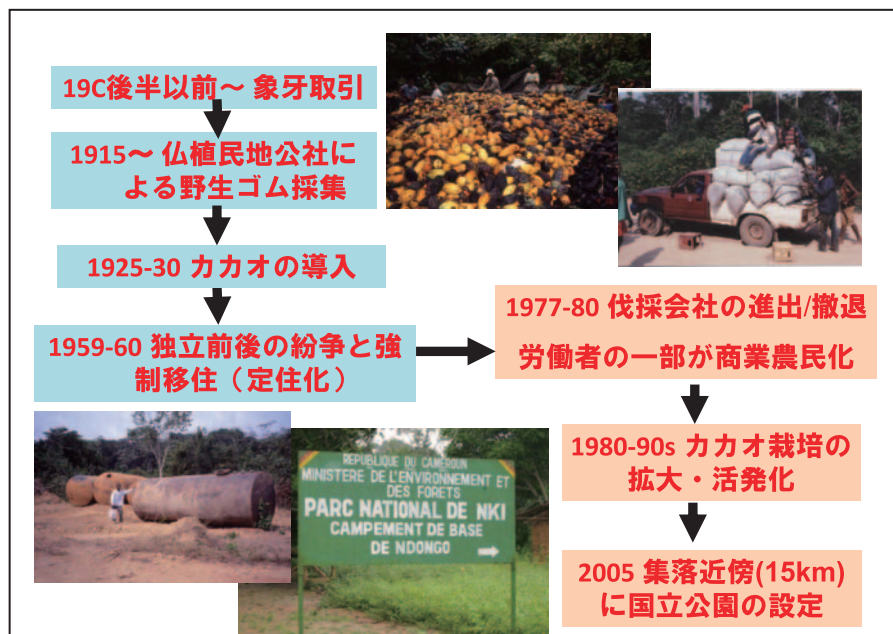 19C後半以前～ 象牙取引
1915～ 仏植民地公社に
よる野生ゴム採集
1925-30 カカオの導入
1959-60 独立前後の紛争と強
制移住（定住化）
1977-80 伐採会社の進出/撤退
労働者の一部が商業農民化
1980-90s カカオ栽培の
拡大・活発化
2005 集落近傍(15km)
に国立公園の設定
REPUBLIQUE DU CAMEROUN
MINISTERE DE L'ENVIRONNEMENT ET
DES FORETS
PARC NATIONAL DE NKI
CAMPEMENT DE BASE
DE NDONGO